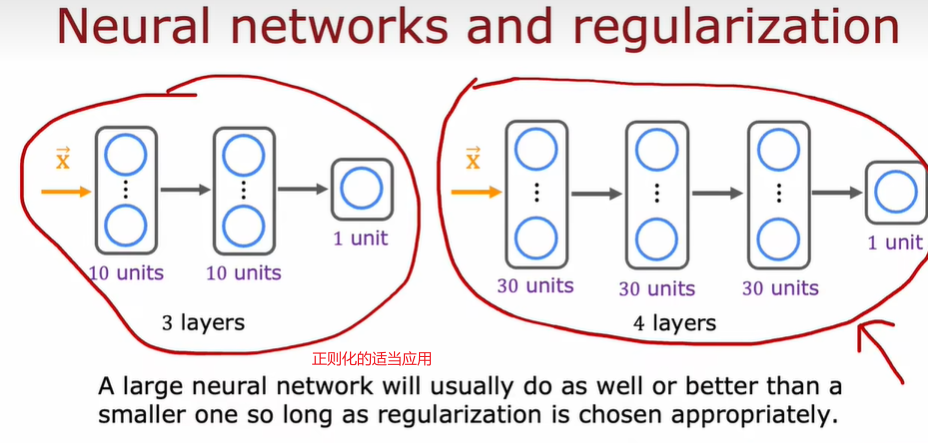 Neural networks and regularization
x⃗
10 units
10 units
1 unit
3 layers
x⃗
30 units
30 units
30 units
1 unit
4 layers
正则化的适当应用
A large neural network will usually do as well or better than a
smaller one so long as regularization is chosen appropriately.